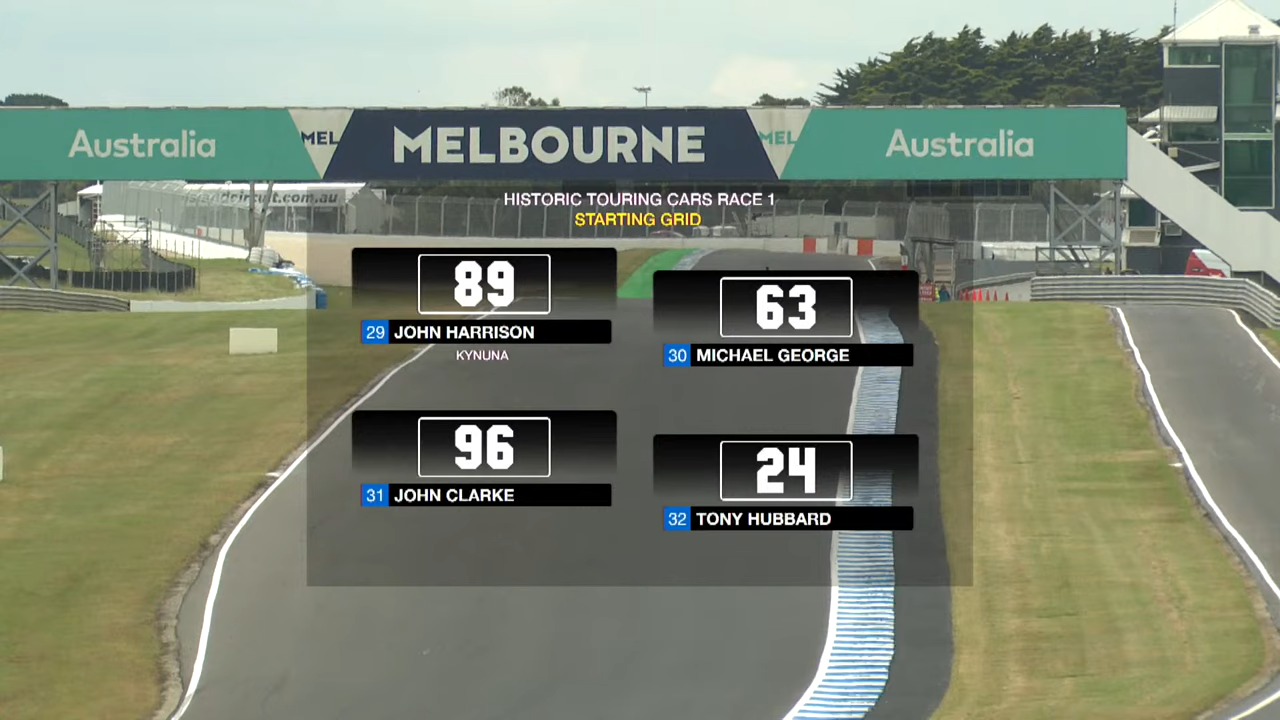 Australia
MEL
MELBOURNE
MEL
Australia
HISTORIC TOURING CARS RACE 1
STARTING GRID
89
29 JOHN HARRISON
KYNUNA
63
30 MICHAEL GEORGE
96
31 JOHN CLARKE
24
32 TONY HUBBARD